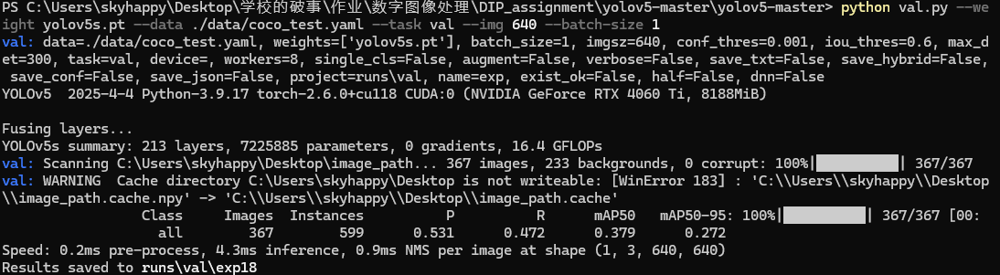 PS C:\Users\skyhappy\Desktop\学校的破事\作业\数字图像处理\DIP_assignment\yolov5-master\yolov5-master> python val.py --we
ight yolov5s.pt --data ./data/coco_test.yaml --task val --img 640 --batch-size 1
val: data=./data/coco_test.yaml, weights=['yolov5s.pt'], batch_size=1, imgsz=640, conf_thres=0.001, iou_thres=0.6, max_d
et=300, task=val, device=, workers=8, single_cls=False, augment=False, verbose=False, save_txt=False, save_hybrid=False,
 save_conf=False, save_json=False, project=runs\val, name=exp, exist_ok=False, half=False, dnn=False
YOLOv5  2025-4-4 Python-3.9.17 torch-2.6.0+cu118 CUDA:0 (NVIDIA GeForce RTX 4060 Ti, 8188MiB)
Fusing layers...
YOLOv5s summary: 213 layers, 7225885 parameters, 0 gradients, 16.4 GFLOPs
val: Scanning C:\Users\skyhappy\Desktop\image_path... 367 images, 233 backgrounds, 0 corrupt: 100%|██████████| 367/367
val: WARNING  Cache directory C:\Users\skyhappy\Desktop is not writeable: [WinError 183] : 'C:\\Users\\skyhappy\\Desktop
\\image_path.cache.npy' -> 'C:\\Users\\skyhappy\\Desktop\\image_path.cache'
Class Images Instances P R mAP50 mAP50-95: 100%|██████████| 367/367 [00:
all 367 599 0.531 0.472 0.379 0.272
Speed: 0.2ms pre-process, 4.3ms inference, 0.9ms NMS per image at shape (1, 3, 640, 640)
Results saved to runs\val\exp18